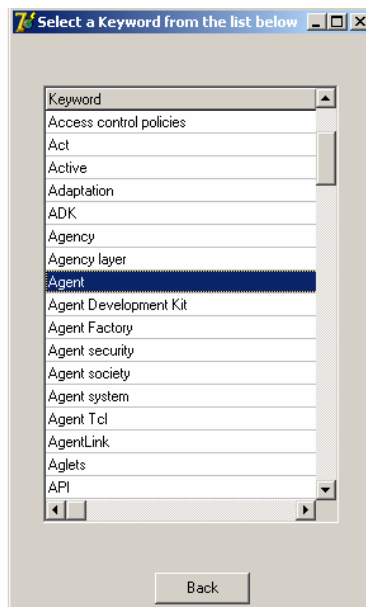 Select a Keyword from the list below
Keyword
Access control policies
Act
Active
Adaptation
ADK
Agency
Agency layer
Agent
Agent Development Kit
Agent Factory
Agent security
Agent society
Agent system
Agent Tcl
AgentLink
Aglets
API
Back